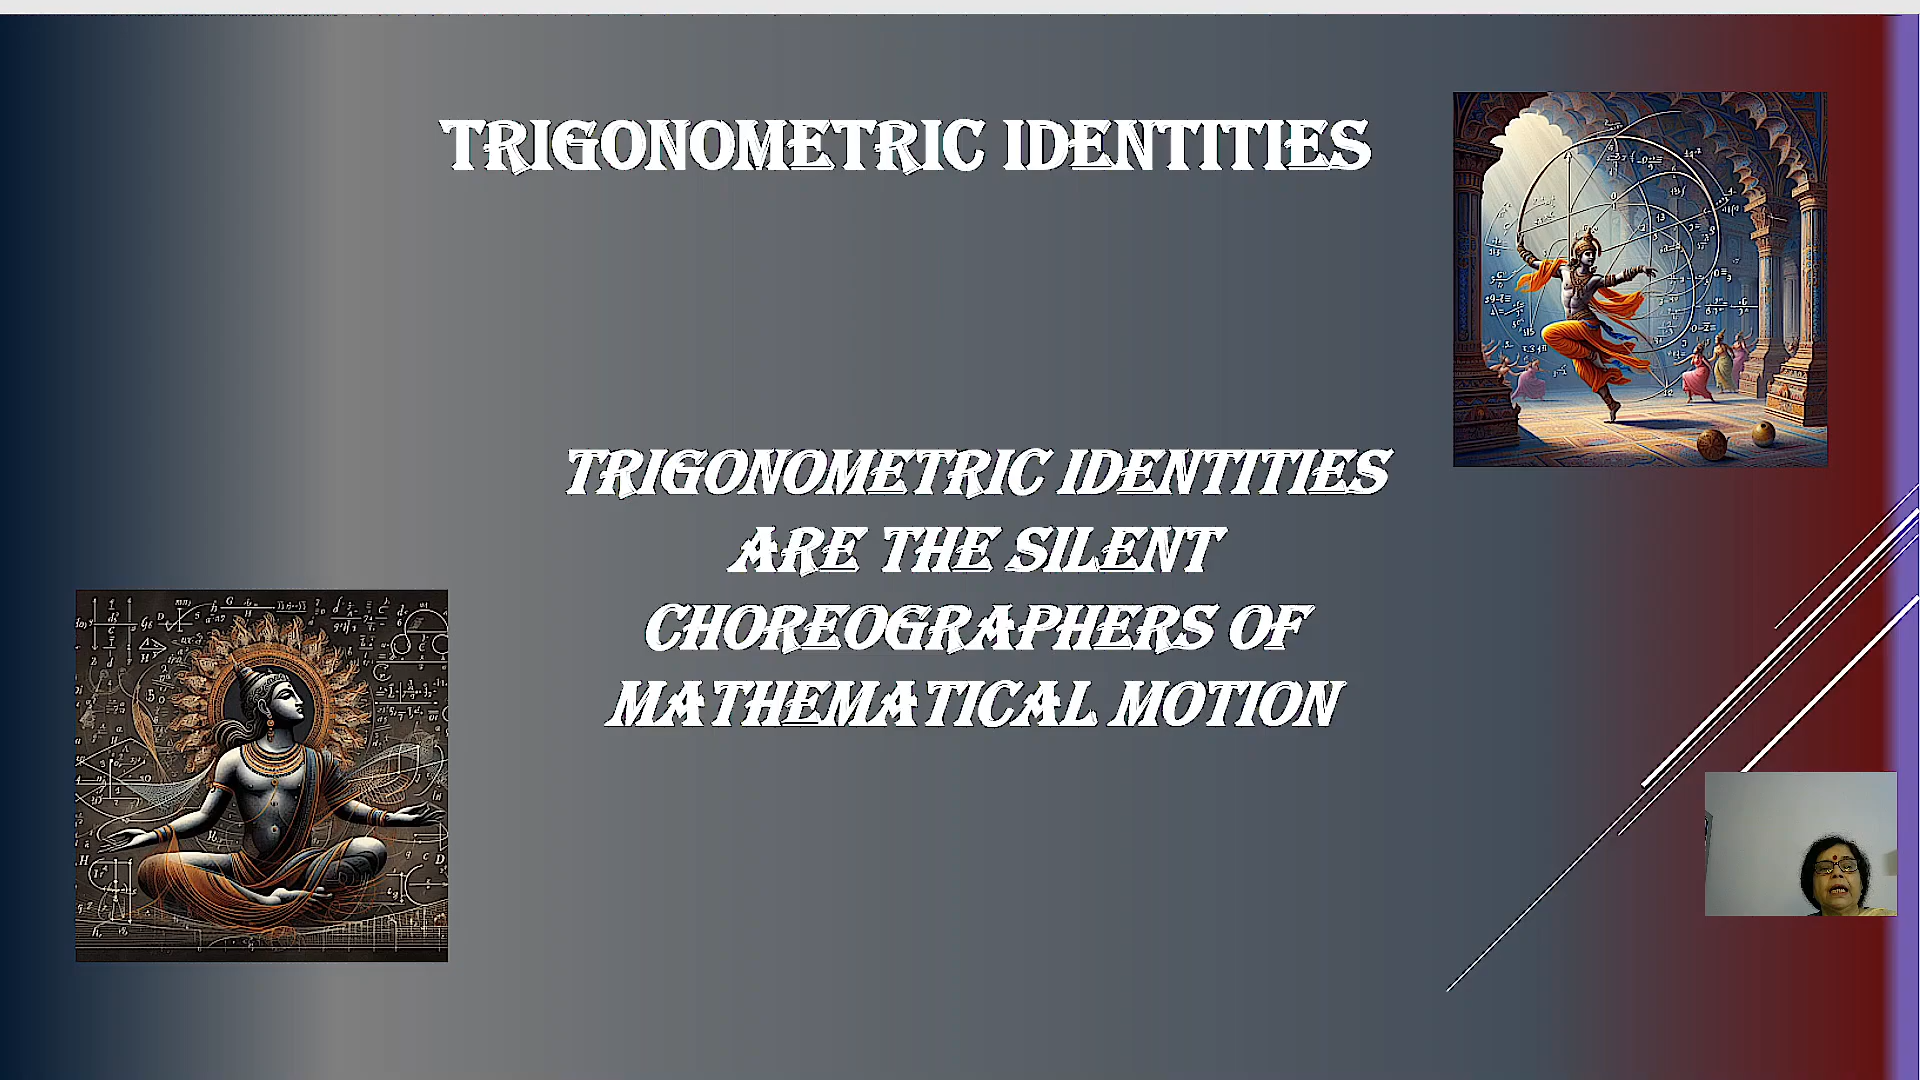 TRIGONOMETRIC IDENTITIES
TRIGONOMETRIC IDENTITIES
ARE THE SILENT
CHOREOGRAPHERS OF
MATHEMATICAL MOTION